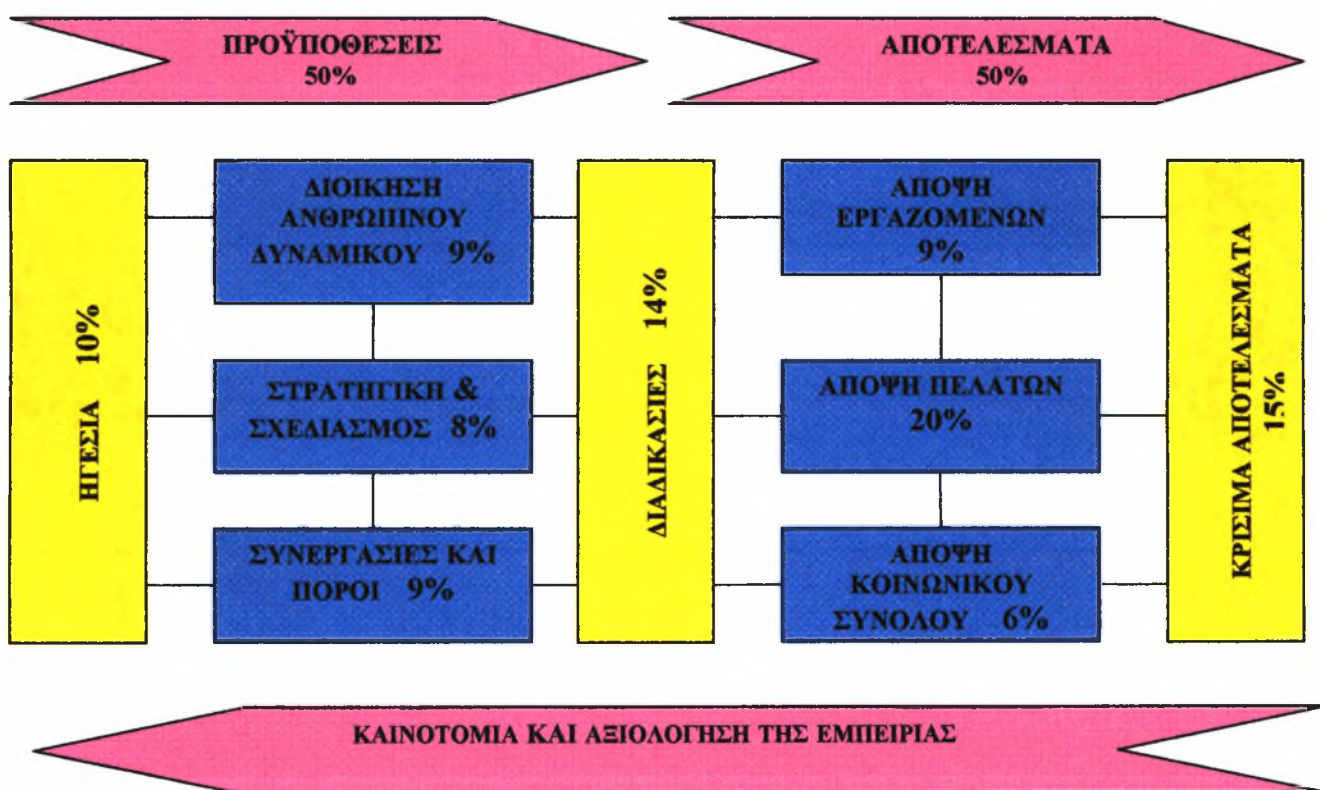 ΠΡΟΫΠΟΘΕΣΕΙΣ
50%
ΑΠΟΤΕΛΕΣΜΑΤΑ
50%
ΗΓΕΣΙΑ 10%
ΔΙΟΙΚΗΣΗ
ΑΝΘΡΩΠΙΝΟΥ
ΔΥΝΑΜΙΚΟΥ 9%
ΣΤΡΑΤΗΓΙΚΗ &
ΣΧΕΔΙΑΣΜΟΣ 8%
ΣΥΝΕΡΓΑΣΙΕΣ ΚΑΙ
ΠΟΡΟΙ 9%
ΔΙΑΔΙΚΑΣΙΕΣ 14%
ΑΠΟΨΗ
ΕΡΓΑΖΟΜΕΝΩΝ
9%
ΑΠΟΨΗ ΠΕΛΑΤΩΝ
20%
ΑΠΟΨΗ
ΚΟΙΝΩΝΙΚΟΥ
ΣΥΝΟΛΟΥ 6%
ΚΡΙΣΙΜΑ ΑΠΟΤΕΛΕΣΜΑΤΑ
15%
ΚΑΙΝΟΤΟΜΙΑ ΚΑΙ ΑΞΙΟΛΟΓΗΣΗ ΤΗΣ ΕΜΠΕΙΡΙΑΣ